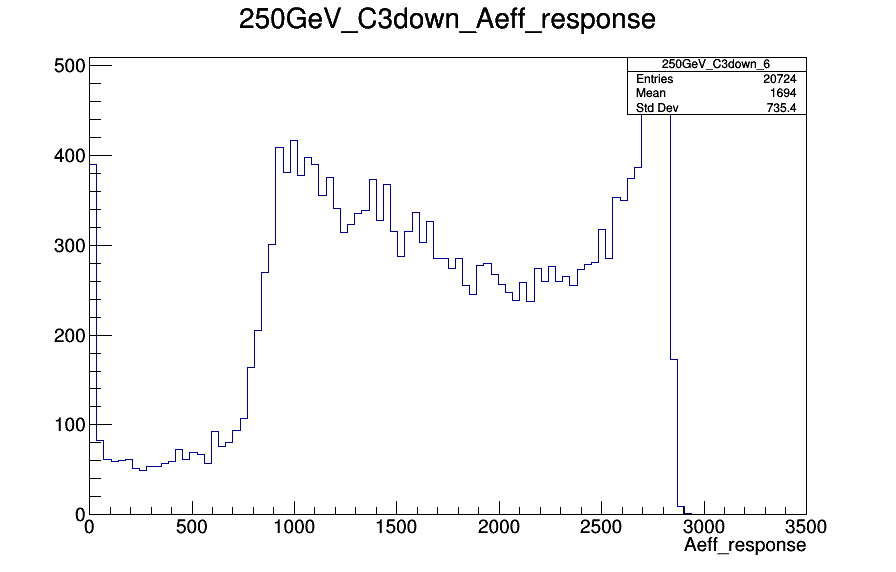 250GeV_C3down_Aeff_response
250GeV_C3down_6
Entries 20724
Mean 1694
Std Dev 735.4
500
400
300
200
100
0
0 500 1000 1500 2000 2500 3000 3500
Aeff_response